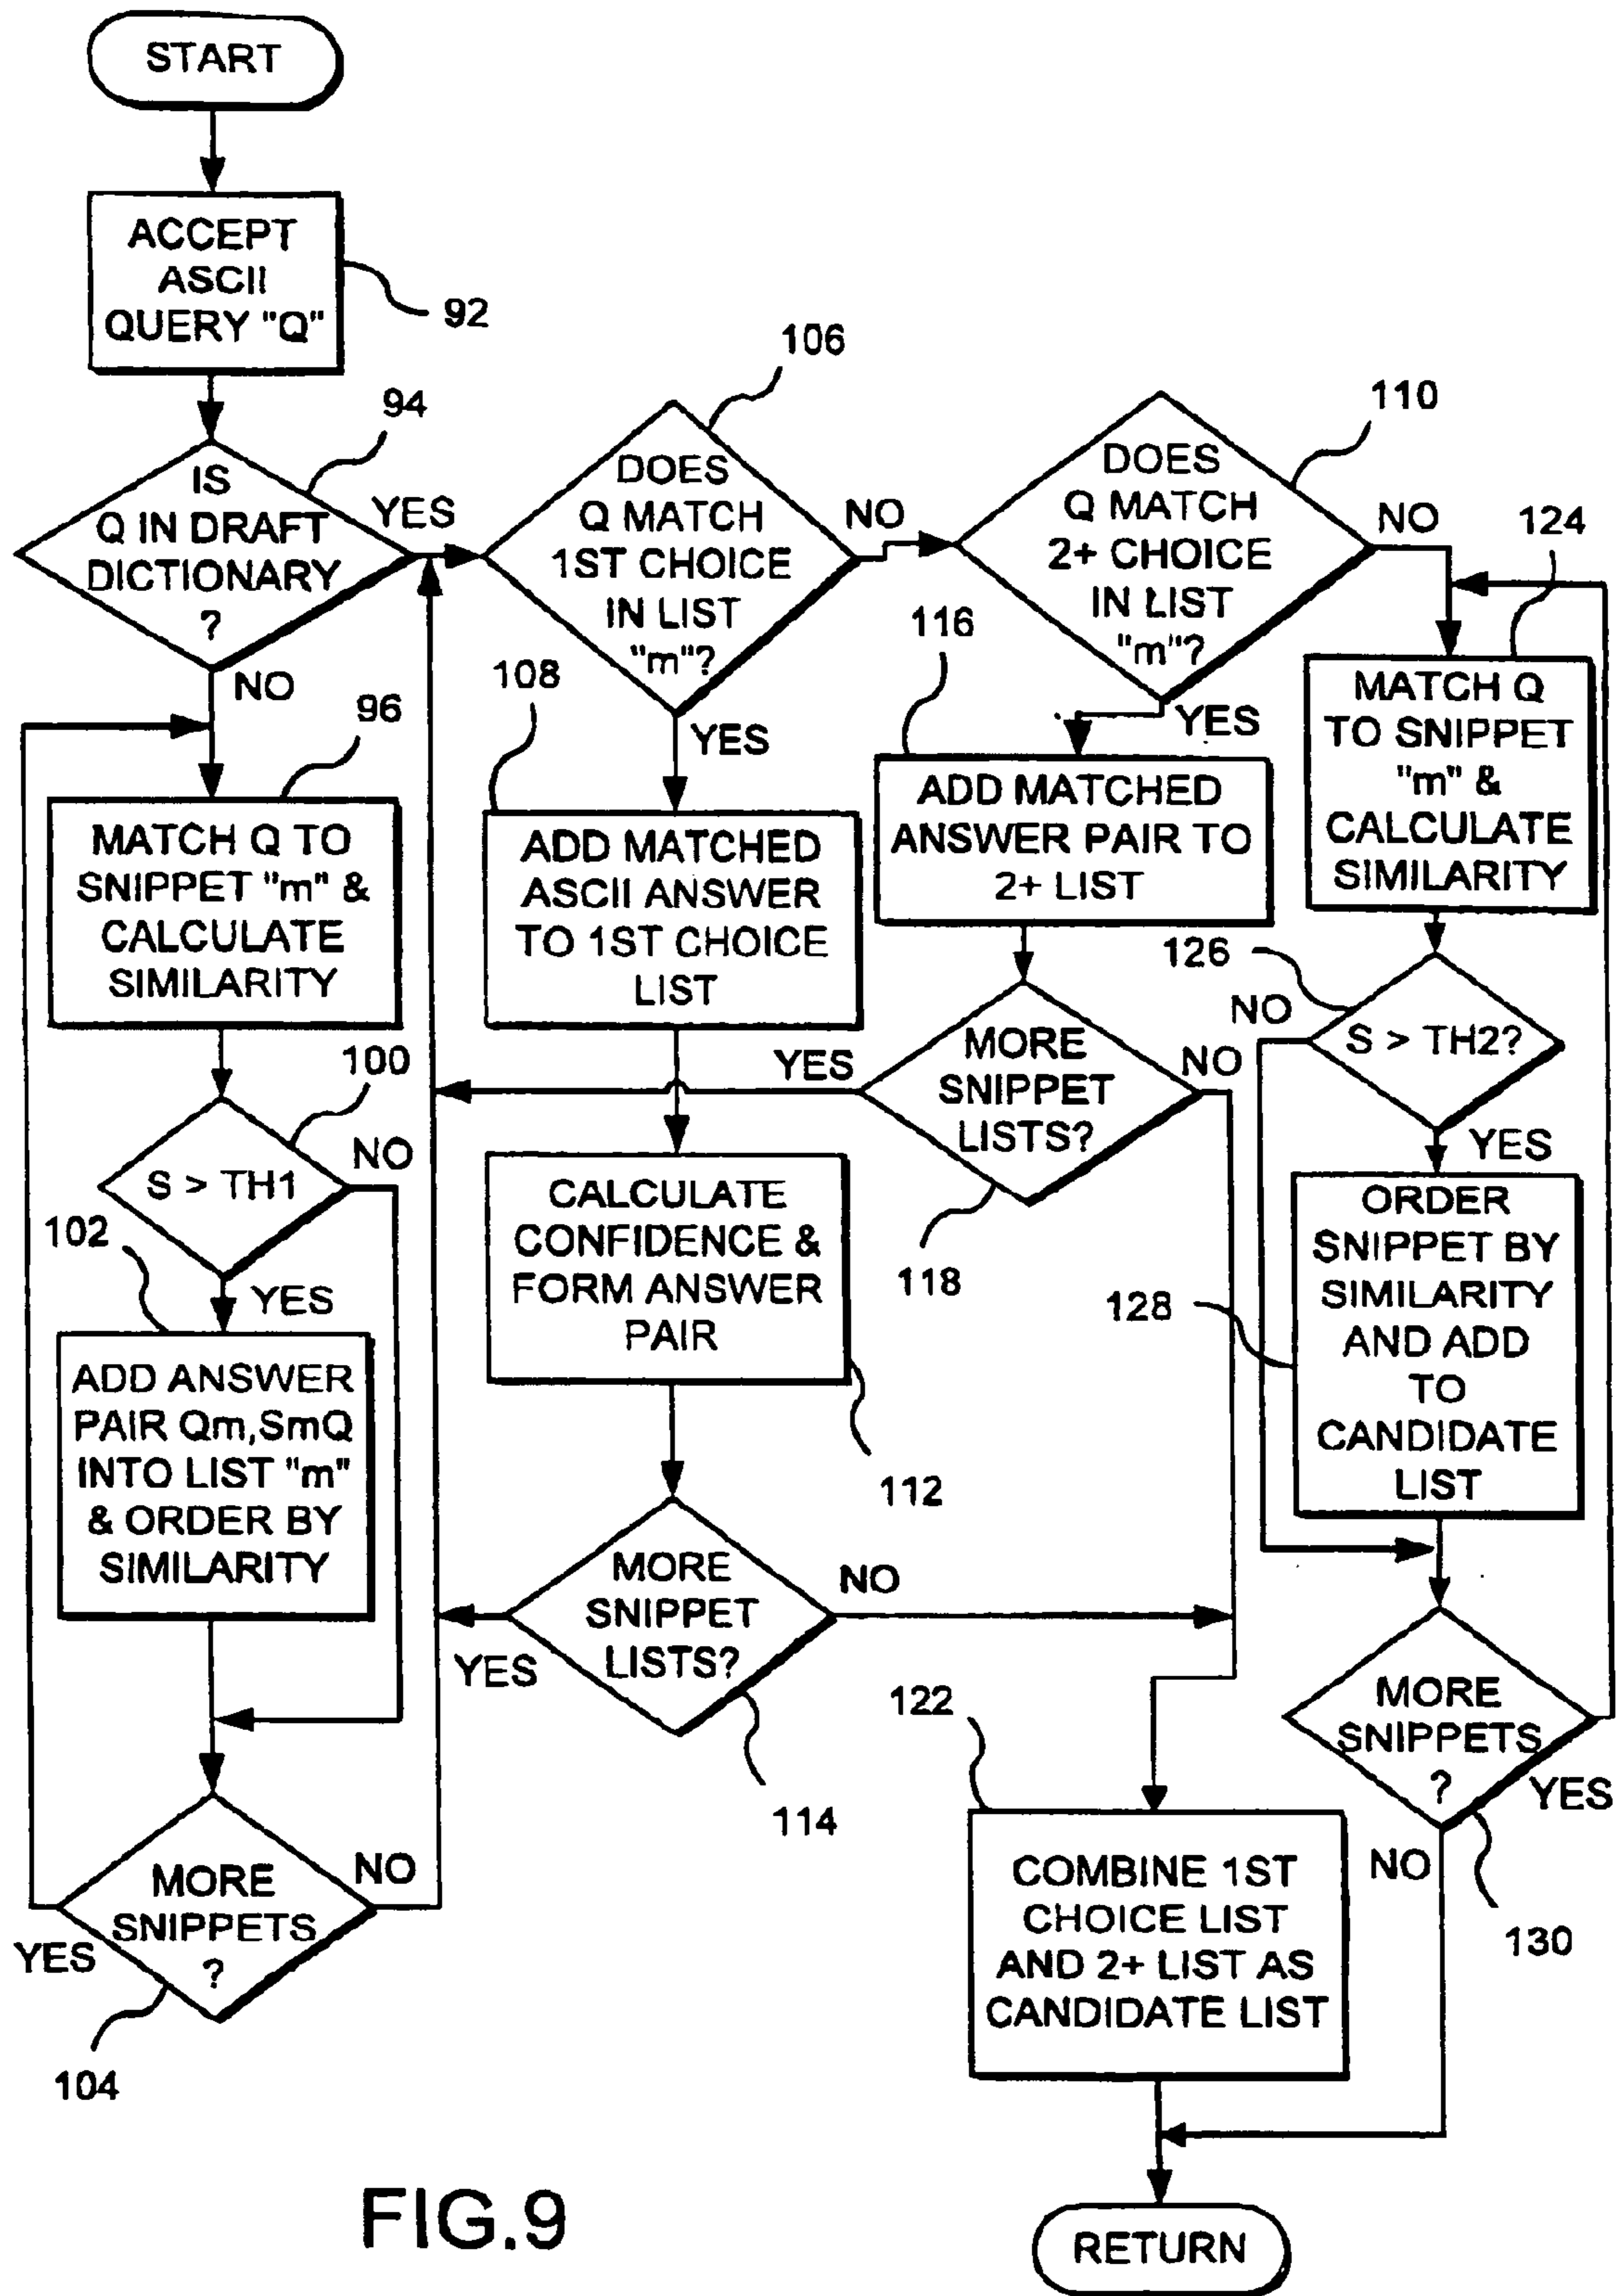 START
ACCEPT
ASCII
QUERY "Q"
92
94
IS
Q IN DRAFT
DICTIONARY
?
YES
NO
96
MATCH Q TO
SNIPPET "m" &
CALCULATE
SIMILARITY
100
S > TH1
NO
102
YES
ADD ANSWER
PAIR Qm,SmQ
INTO LIST "m"
& ORDER BY
SIMILARITY
MORE
SNIPPETS
?
NO
YES
104
106
DOES
Q MATCH
1ST CHOICE
IN LIST
"m"?
NO
YES
108
ADD MATCHED
ASCII ANSWER
TO 1ST CHOICE
LIST
CALCULATE
CONFIDENCE &
FORM ANSWER
PAIR
112
MORE
SNIPPET
LISTS?
NO
YES
114
110
DOES
Q MATCH
2+ CHOICE
IN LIST
"m"?
NO
YES
116
ADD MATCHED
ANSWER PAIR TO
2+ LIST
MORE
SNIPPET
LISTS?
YES
NO
118
122
COMBINE 1ST
CHOICE LIST
AND 2+ LIST AS
CANDIDATE LIST
124
MATCH Q
TO SNIPPET
"m" &
CALCULATE
SIMILARITY
126
NO
S > TH2?
YES
128
ORDER
SNIPPET BY
SIMILARITY
AND ADD
TO
CANDIDATE
LIST
MORE
SNIPPETS
?
YES
NO
130
RETURN
FIG.9